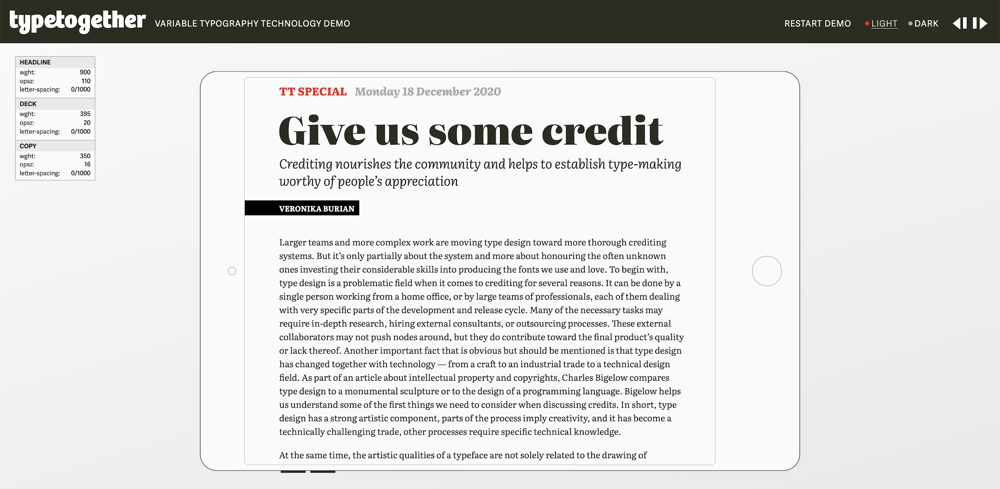 typetogether VARIABLE TYPOGRAPHY TECHNOLOGY DEMO RESTART DEMO LIGHT DARK
HEADLINE
wght: 900
opsz: 110
letter-spacing: 0/1000
DECK
wght: 395
opsz: 20
letter-spacing: 0/1000
COPY
wght: 350
opsz: 16
letter-spacing: 0/1000
TT SPECIAL Monday 18 December 2020
Give us some credit
Crediting nourishes the community and helps to establish type-making
worthy of people’s appreciation
VERONIKA BURIAN
Larger teams and more complex work are moving type design toward more thorough crediting
systems. But it’s only partially about the system and more about honouring the often unknown
ones investing their considerable skills into producing the fonts we use and love. To begin with,
type design is a problematic field when it comes to crediting for several reasons. It can be done by a
single person working from a home office, or by large teams of professionals, each of them dealing
with very specific parts of the development and release cycle. Many of the necessary tasks may
require in-depth research, hiring external consultants, or outsourcing processes. These external
collaborators may not push nodes around, but they do contribute toward the final product’s quality
or lack thereof. Another important fact that is obvious but should be mentioned is that type design
has changed together with technology — from a craft to an industrial trade to a technical design
field. As part of an article about intellectual property and copyrights, Charles Bigelow compares
type design to a monumental sculpture or to the design of a programming language. Bigelow helps
us understand some of the first things we need to consider when discussing credits. In short, type
design has a strong artistic component, parts of the process imply creativity, and it has become a
technically challenging trade, other processes require specific technical knowledge.
At the same time, the artistic qualities of a typeface are not solely related to the drawing of